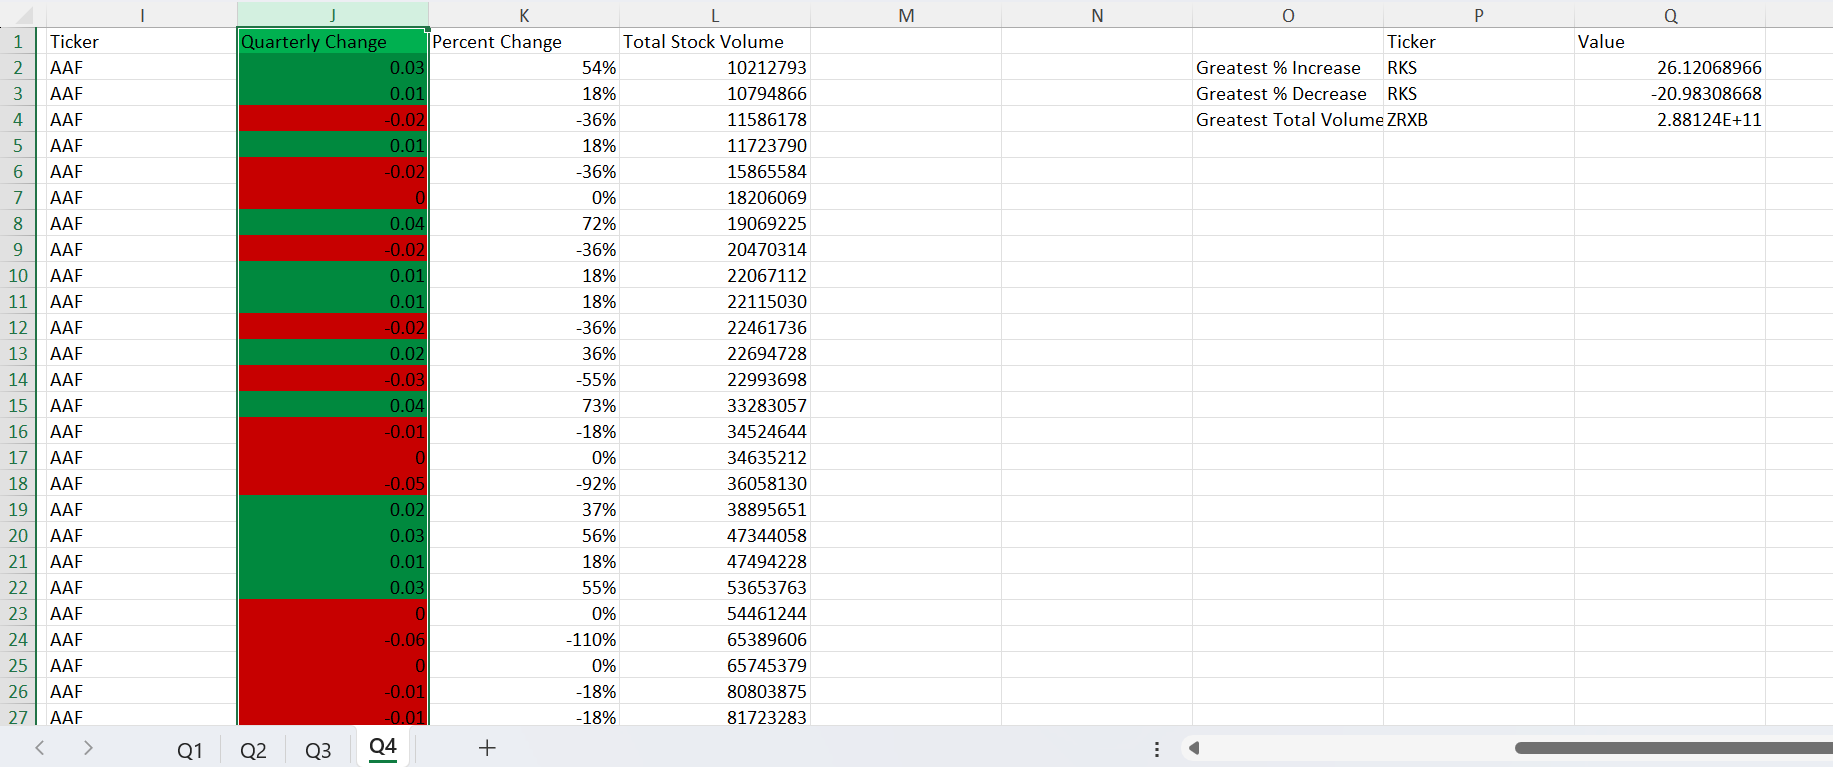 I J K L M N O P Q
1 Ticker Quarterly Change Percent Change Total Stock Volume Ticker Value
2 AAF 0.03 54% 10212793 Greatest % Increase RKS 26.12068966
3 AAF 0.01 18% 10794866 Greatest % Decrease RKS -20.98308668
4 AAF -0.02 -36% 11586178 Greatest Total Volume ZRXB 2.88124E+11
5 AAF 0.01 18% 11723790
6 AAF -0.02 -36% 15865584
7 AAF 0 0% 18206069
8 AAF 0.04 72% 19069225
9 AAF -0.02 -36% 20470314
10 AAF 0.01 18% 22067112
11 AAF 0.01 18% 22115030
12 AAF -0.02 -36% 22461736
13 AAF 0.02 36% 22694728
14 AAF -0.03 -55% 22993698
15 AAF 0.04 73% 33283057
16 AAF -0.01 -18% 34524644
17 AAF 0 0% 34635212
18 AAF -0.05 -92% 36058130
19 AAF 0.02 37% 38895651
20 AAF 0.03 56% 47344058
21 AAF 0.01 18% 47494228
22 AAF 0.03 55% 53653763
23 AAF 0 0% 54461244
24 AAF -0.06 -110% 65389606
25 AAF 0 0% 65745379
26 AAF -0.01 -18% 80803875
27 AAF -0.01 -18% 81723283
Q1 Q2 Q3 Q4